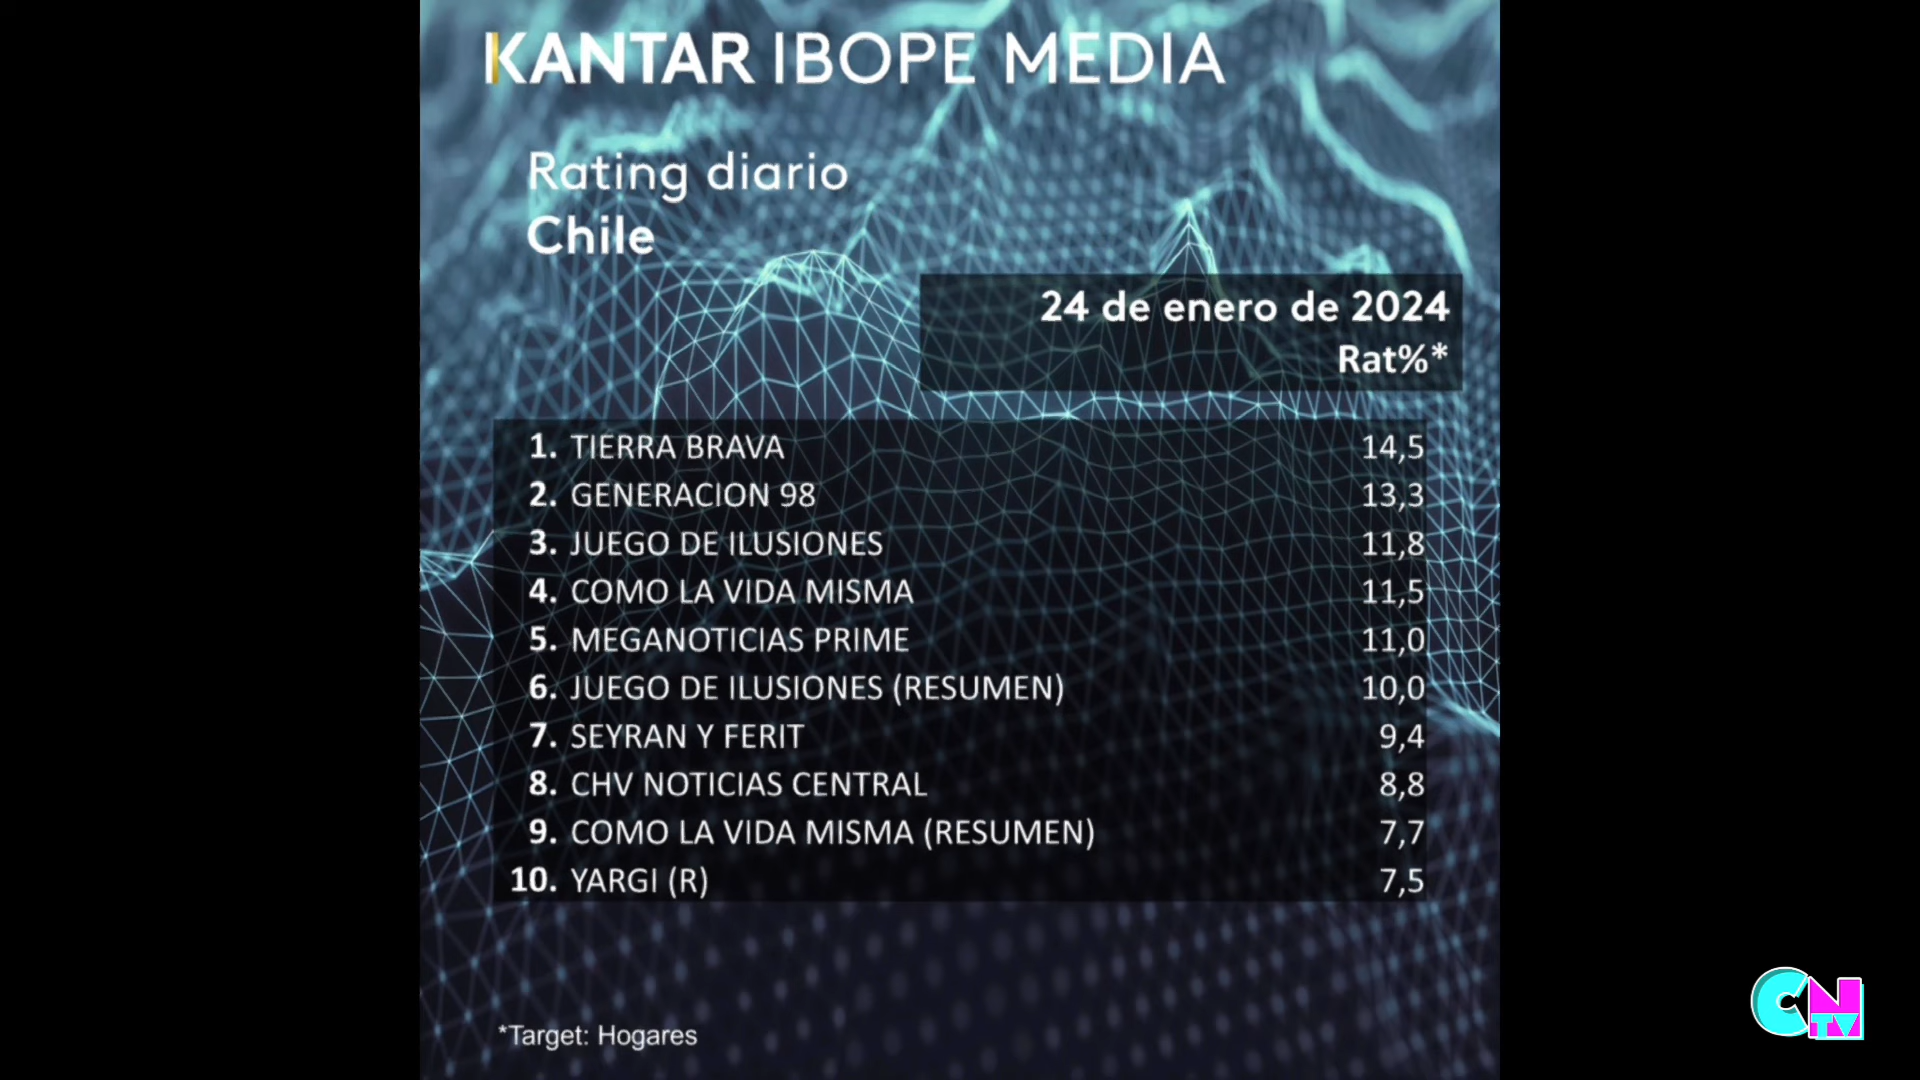 KANTAR IBOPE MEDIA
Rating diario
Chile
24 de enero de 2024
Rat%*
1. TIERRA BRAVA 14,5
2. GENERACION 98 13,3
3. JUEGO DE ILUSIONES 11,8
4. COMO LA VIDA MISMA 11,5
5. MEGANOTICIAS PRIME 11,0
6. JUEGO DE ILUSIONES (RESUMEN) 10,0
7. SEYRAN Y FERIT 9,4
8. CHV NOTICIAS CENTRAL 8,8
9. COMO LA VIDA MISMA (RESUMEN) 7,7
10. YARGI (R) 7,5
*Target: Hogares
CN
TV